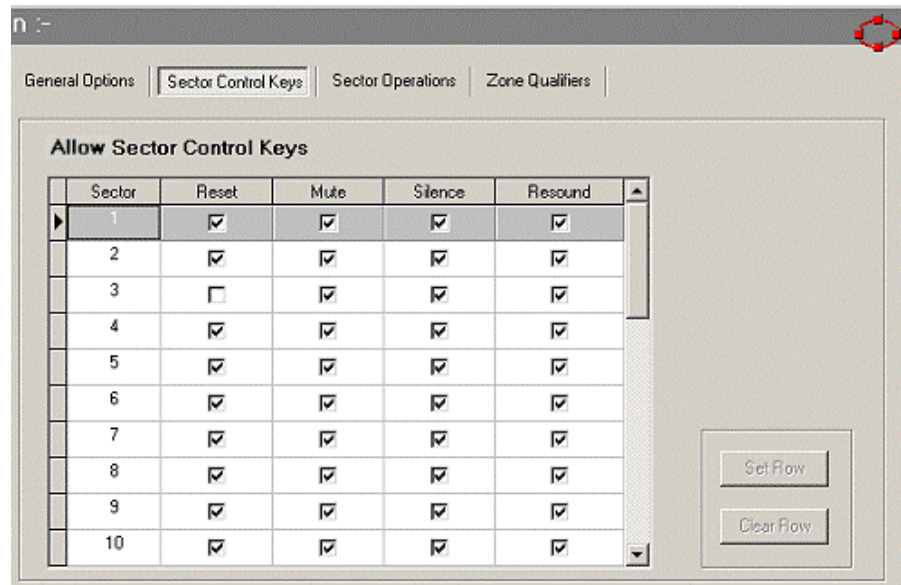 n :-
General Options Sector Control Keys Sector Operations Zone Qualifiers
Allow Sector Control Keys
Sector Reset Mute Silence Resound
1
2
3
4
5
6
7
8
9
10
Set Row
Clear Row